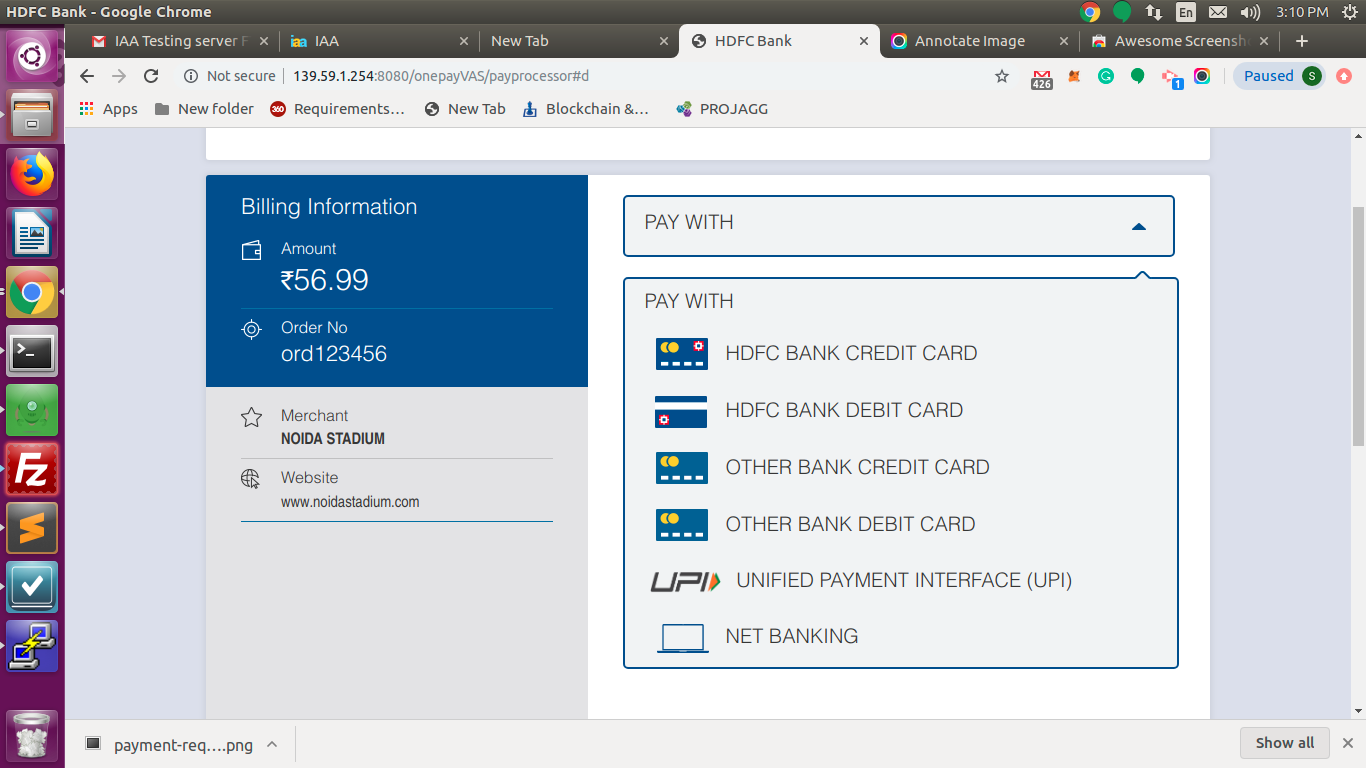 HDFC Bank - Google Chrome
En
3:10 PM
IAA Testing server F
iaa IAA
New Tab
HDFC Bank
Annotate Image
Awesome Screensh
Not secure
139.59.1.254:8080/onepayVAS/payprocessor#d
426
1
Paused
S
Apps
New folder
360 Requirements...
New Tab
Blockchain &...
PROJAGG
Billing Information
Amount
₹56.99
Order No
ord123456
Merchant
NOIDA STADIUM
Website
www.noidastadium.com
PAY WITH
PAY WITH
HDFC BANK CREDIT CARD
HDFC BANK DEBIT CARD
OTHER BANK CREDIT CARD
OTHER BANK DEBIT CARD
UPI UNIFIED PAYMENT INTERFACE (UPI)
NET BANKING
Fz
payment-req....png
Show all